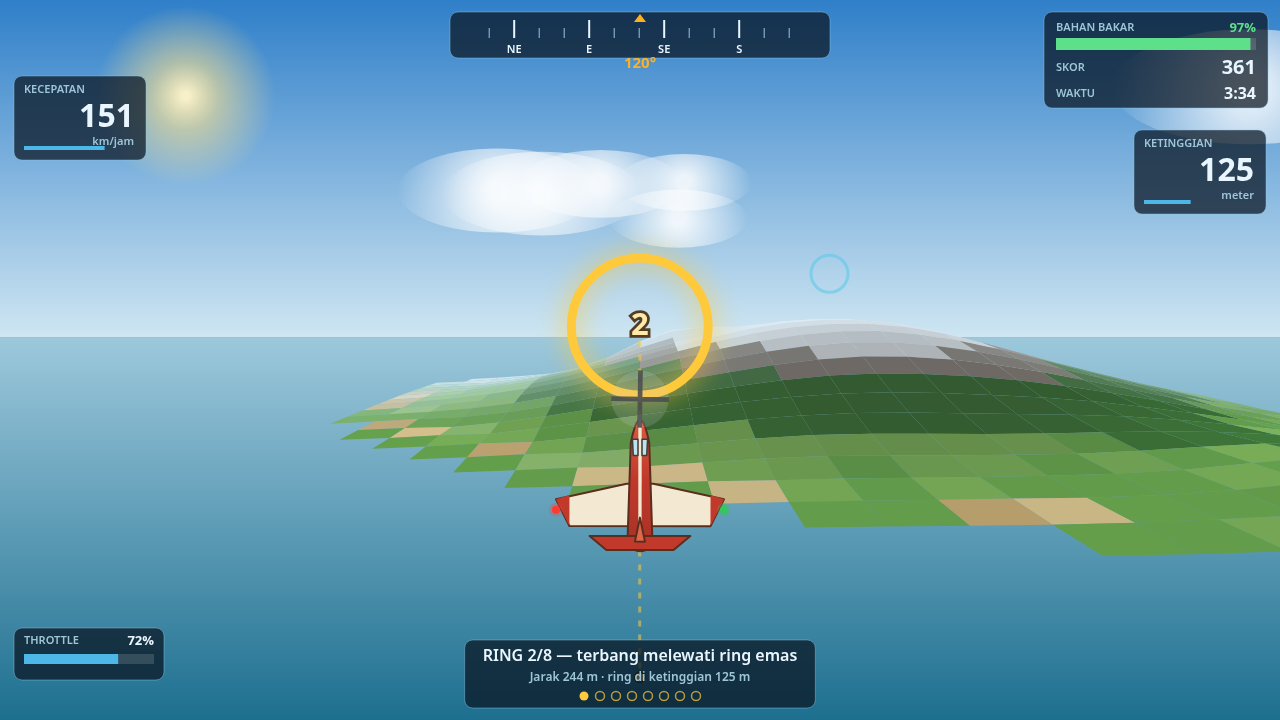 NE E SE S
120°
BAHAN BAKAR 97%
SKOR 361
WAKTU 3:34
KECEPATAN
151
km/jam
KETINGGIAN
125
meter
2
THROTTLE 72%
RING 2/8 — terbang melewati ring emas
Jarak 244 m · ring di ketinggian 125 m